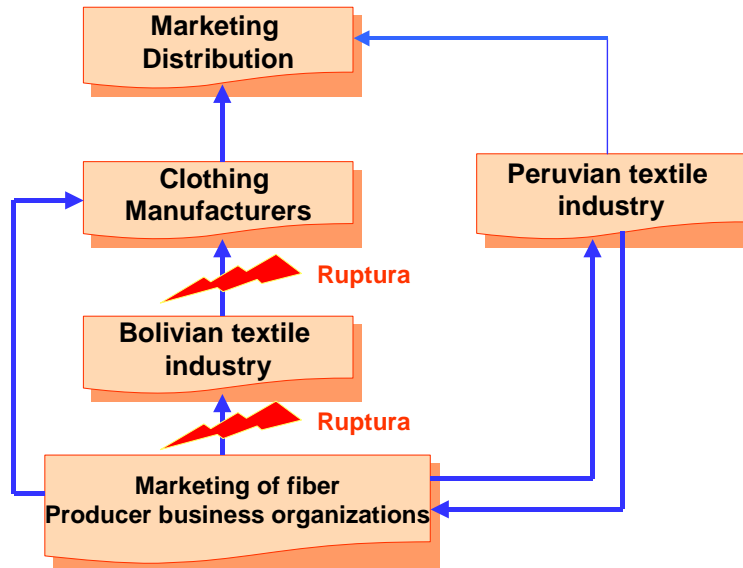 Marketing
Distribution
Clothing
Manufacturers
Peruvian textile
industry
Ruptura
Bolivian textile
industry
Ruptura
Marketing of fiber
Producer business organizations